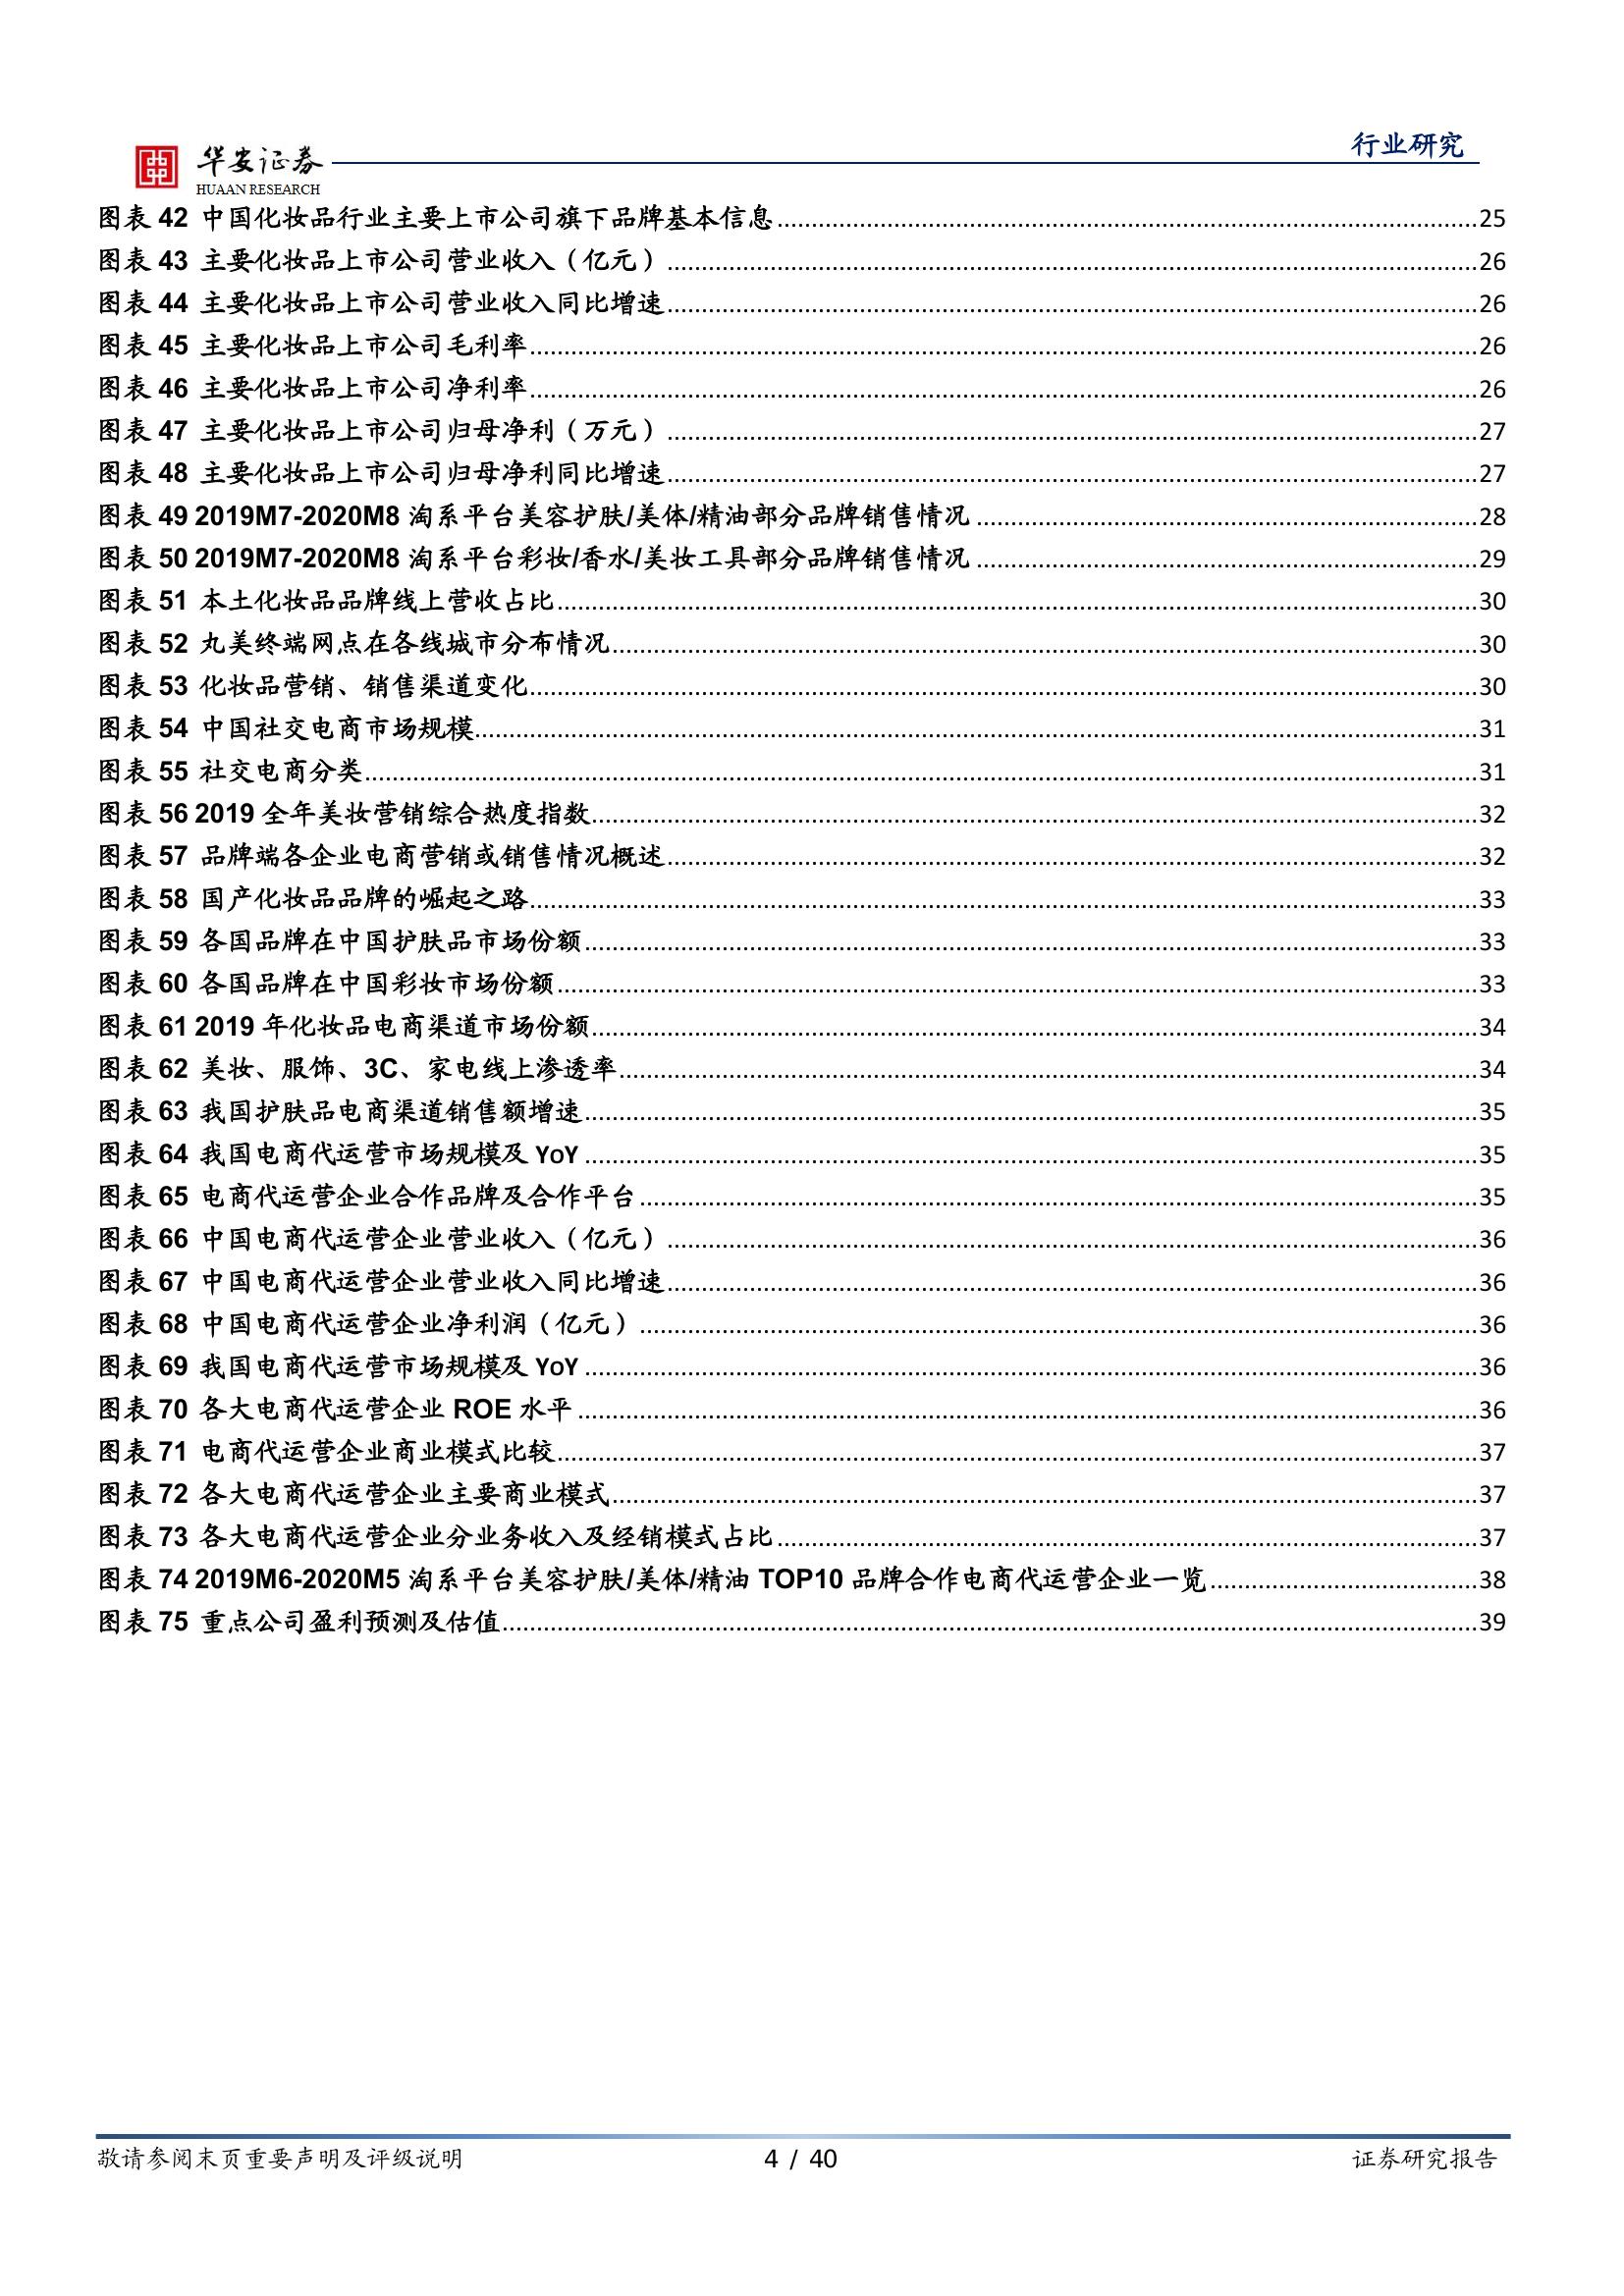 行业研究
华安证券
HUAAN RESEARCH
图表 42 中国化妆品行业主要上市公司旗下品牌基本信息 25
图表 43 主要化妆品上市公司营业收入（亿元） 26
图表 44 主要化妆品上市公司营业收入同比增速 26
图表 45 主要化妆品上市公司毛利率 26
图表 46 主要化妆品上市公司净利率 26
图表 47 主要化妆品上市公司归母净利（万元） 27
图表 48 主要化妆品上市公司归母净利同比增速 27
图表 49 2019M7-2020M8 淘系平台美容护肤/美体/精油部分品牌销售情况 28
图表 50 2019M7-2020M8 淘系平台彩妆/香水/美妆工具部分品牌销售情况 29
图表 51 本土化妆品品牌线上营收占比 30
图表 52 丸美终端网点在各线城市分布情况 30
图表 53 化妆品营销、销售渠道变化 30
图表 54 中国社交电商市场规模 31
图表 55 社交电商分类 31
图表 56 2019 全年美妆营销综合热度指数 32
图表 57 品牌端各企业电商营销或销售情况概述 32
图表 58 国产化妆品品牌的崛起之路 33
图表 59 各国品牌在中国护肤品市场份额 33
图表 60 各国品牌在中国彩妆市场份额 33
图表 61 2019 年化妆品电商渠道市场份额 34
图表 62 美妆、服饰、3C、家电线上渗透率 34
图表 63 我国护肤品电商渠道销售额增速 35
图表 64 我国电商代运营市场规模及 YoY 35
图表 65 电商代运营企业合作品牌及合作平台 35
图表 66 中国电商代运营企业营业收入（亿元） 36
图表 67 中国电商代运营企业营业收入同比增速 36
图表 68 中国电商代运营企业净利润（亿元） 36
图表 69 我国电商代运营市场规模及 YoY 36
图表 70 各大电商代运营企业 ROE 水平 36
图表 71 电商代运营企业商业模式比较 37
图表 72 各大电商代运营企业主要商业模式 37
图表 73 各大电商代运营企业分业务收入及经销模式占比 37
图表 74 2019M6-2020M5 淘系平台美容护肤/美体/精油 TOP10 品牌合作电商代运营企业一览 38
图表 75 重点公司盈利预测及估值 39
敬请参阅末页重要声明及评级说明 4 / 40 证券研究报告